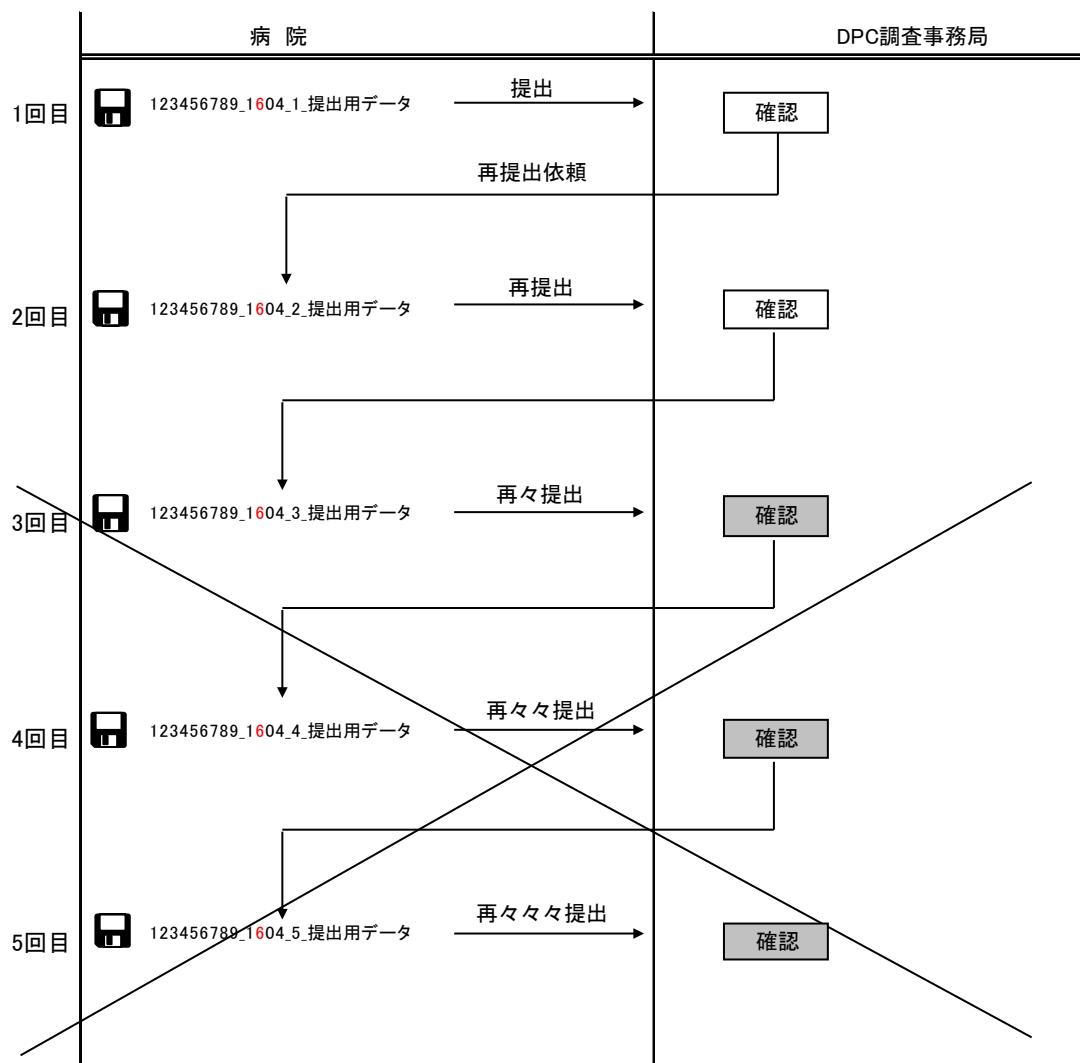 病 院
DPC調査事務局
1回目
123456789_1604_1_提出用データ
提出
確認
再提出依頼
2回目
123456789_1604_2_提出用データ
再提出
確認
3回目
123456789_1604_3_提出用データ
再々提出
確認
4回目
123456789_1604_4_提出用データ
再々々提出
確認
5回目
123456789_1604_5_提出用データ
再々々々提出
確認